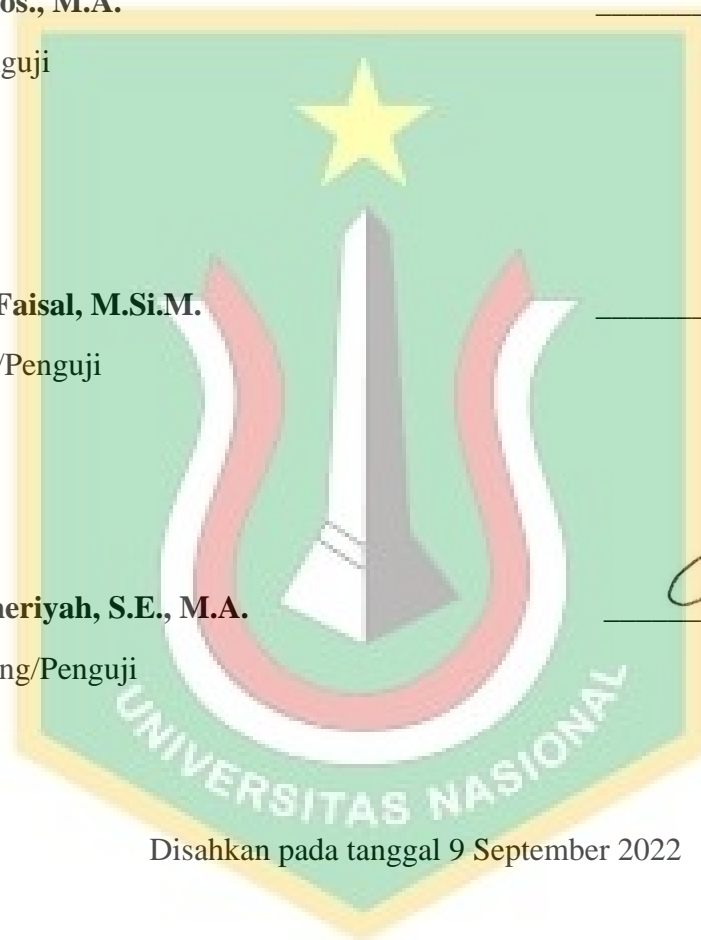 os., M.A.
guji
Faisal, M.Si.M.
/Penguji
neriyah, S.E., M.A.
ng/Penguji
UNIVERSITAS NASIONAL
Disahkan pada tanggal 9 September 2022